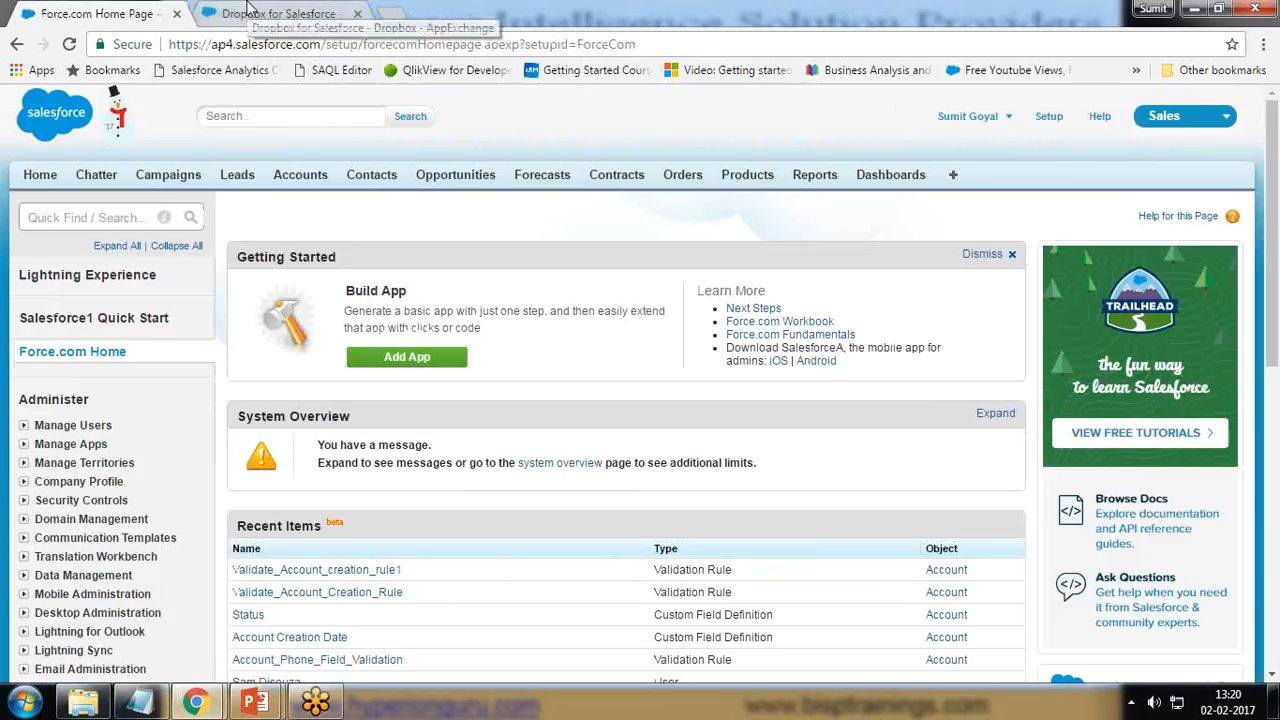 Force.com Home Page -
Dropbox for Salesforce -
Sumit
Dropbox for Salesforce - Dropbox - AppExchange
Secure
https://ap4.salesforce.com/setup/forcecomHomepage.apexp?setupid=ForceCom
Apps
Bookmarks
Salesforce Analytics C
SAQL Editor
QlikView for Develope
Getting Started Cours
Video: Getting starte
Business Analysis and
Free Youtube Views, F
»
Other bookmarks
salesforce
'17
Search...
Search
Sumit Goyal
Setup
Help
Sales
Home
Chatter
Campaigns
Leads
Accounts
Contacts
Opportunities
Forecasts
Contracts
Orders
Products
Reports
Dashboards
+
Quick Find / Search...
Expand All | Collapse All
Lightning Experience
Salesforce1 Quick Start
Force.com Home
Administer
Manage Users
Manage Apps
Manage Territories
Company Profile
Security Controls
Domain Management
Communication Templates
Translation Workbench
Data Management
Mobile Administration
Desktop Administration
Lightning for Outlook
Lightning Sync
Email Administration
Help for this Page
Getting Started
Dismiss
Build App
Generate a basic app with just one step, and then easily extend
that app with clicks or code
Add App
Learn More
Next Steps
Force.com Workbook
Force.com Fundamentals
Download SalesforceA, the mobile app for
admins: iOS | Android
System Overview
Expand
You have a message.
Expand to see messages or go to the system overview page to see additional limits.
Recent Items beta
Name Type Object
Validate_Account_creation_rule1 Validation Rule Account
Validate_Account_Creation_Rule Validation Rule Account
Status Custom Field Definition Account
Account Creation Date Custom Field Definition Account
Account_Phone_Field_Validation Validation Rule Account
Sam Disouza User
TRAILHEAD
the fun way
to learn Salesforce
VIEW FREE TUTORIALS
Browse Docs
Explore documentation
and API reference
guides.
Ask Questions
Get help when you need
it from Salesforce &
community experts.
www.bisptrainings.com
13:20
02-02-2017